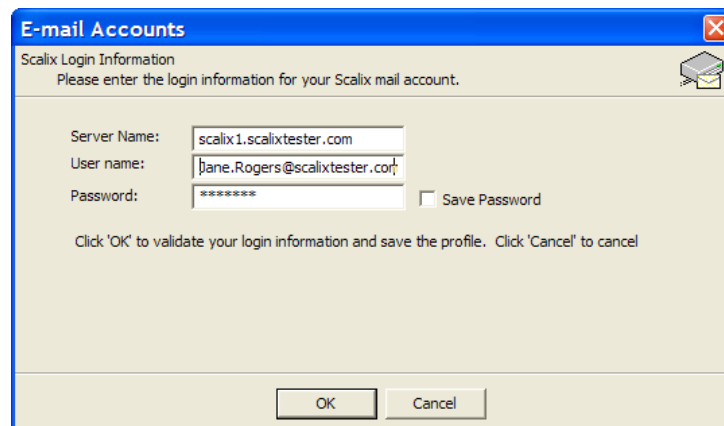 E-mail Accounts
Scalix Login Information
Please enter the login information for your Scalix mail account.
Server Name: scalix1.scalixtester.com
User name: Jane.Rogers@scalixtester.com
Password: ******* Save Password
Click 'OK' to validate your login information and save the profile. Click 'Cancel' to cancel
OK Cancel